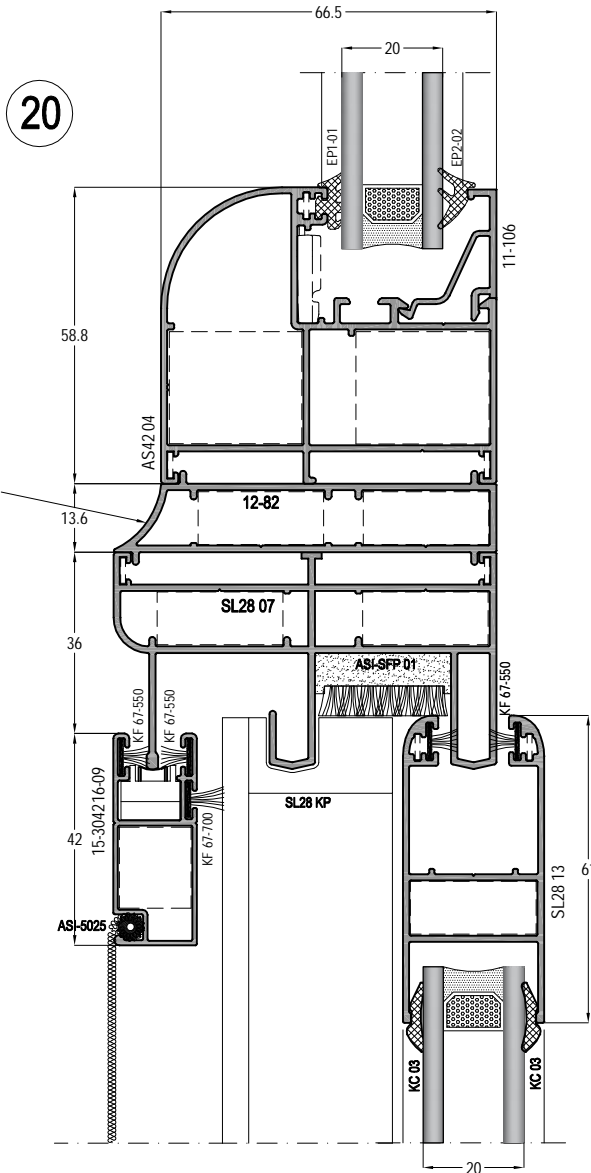 66.5
20
20
EP1-01
EP2-02
11-106
58.8
AS42 04
12-82
13.6
SL28 07
36
ASI-SFP 01
KF 67-550
KF 67-550
KF 67-550
15-304216-09
SL28 KP
42
KF 67-700
SL28 13
ASI-5025
KC 03
KC 03
20